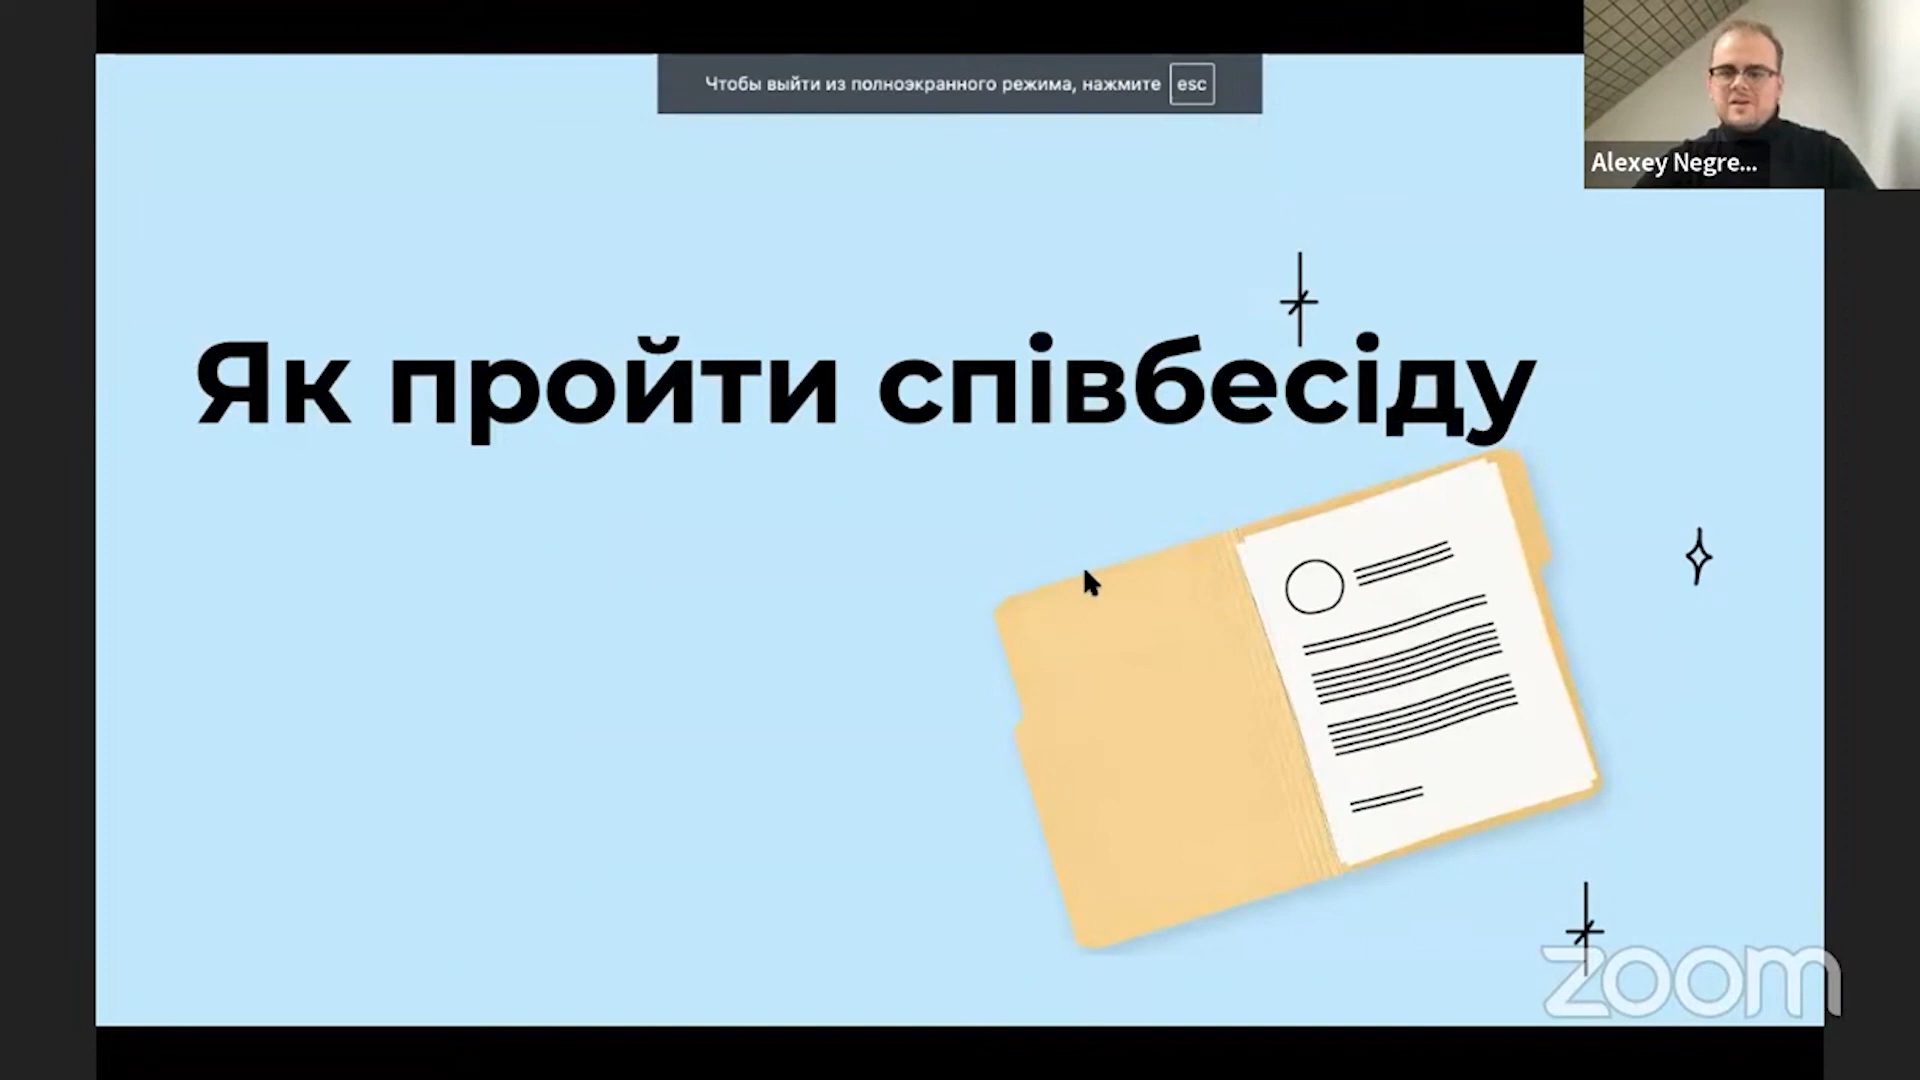 Чтобы выйти из полноэкранного режима, нажмите esc
Alexey Negre...
Як пройти співбесіду
zoom